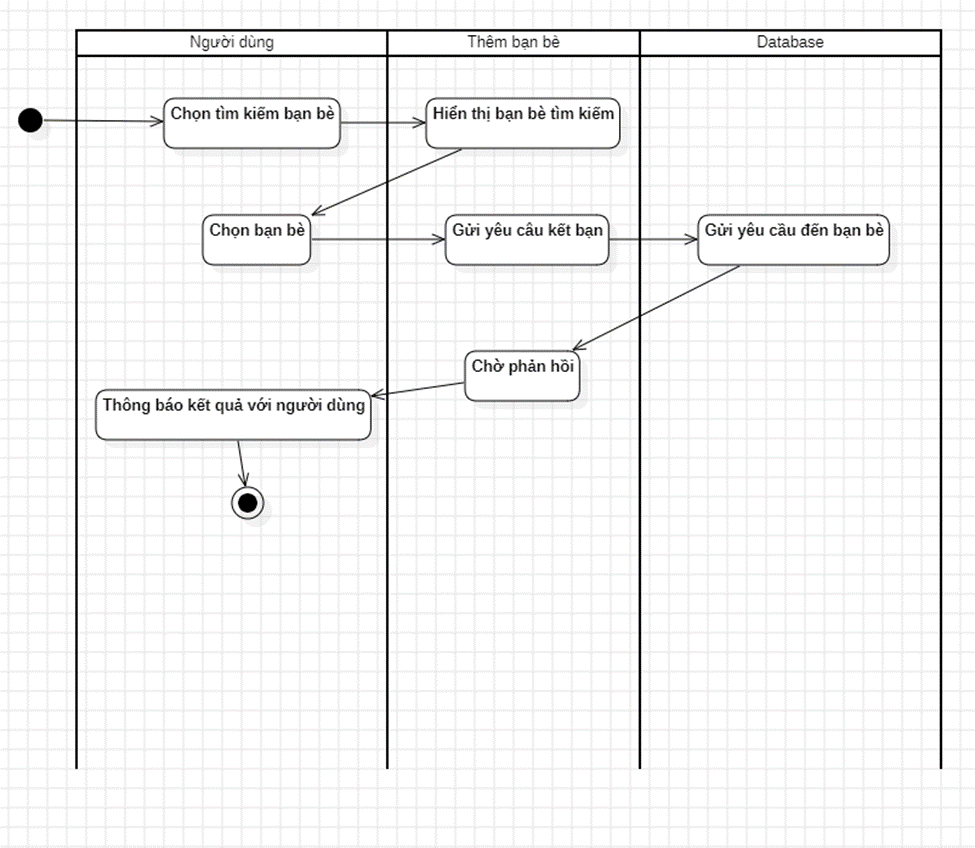 Người dùng
Thêm bạn bè
Database
Chọn tìm kiếm bạn bè
Hiển thị bạn bè tìm kiếm
Chọn bạn bè
Gửi yêu câu kết bạn
Gửi yêu cầu đến bạn bè
Chờ phản hồi
Thông báo kết quả với người dùng